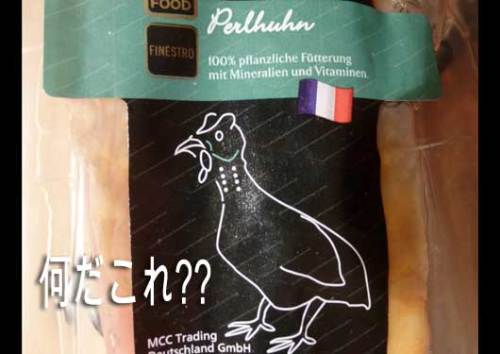 FOOD
FINESTRO
Perlhuhn
100% pflanzliche Fütterung
mit Mineralien und Vitaminen.
何だこれ??
MCC Trading
Deutschland GmbH